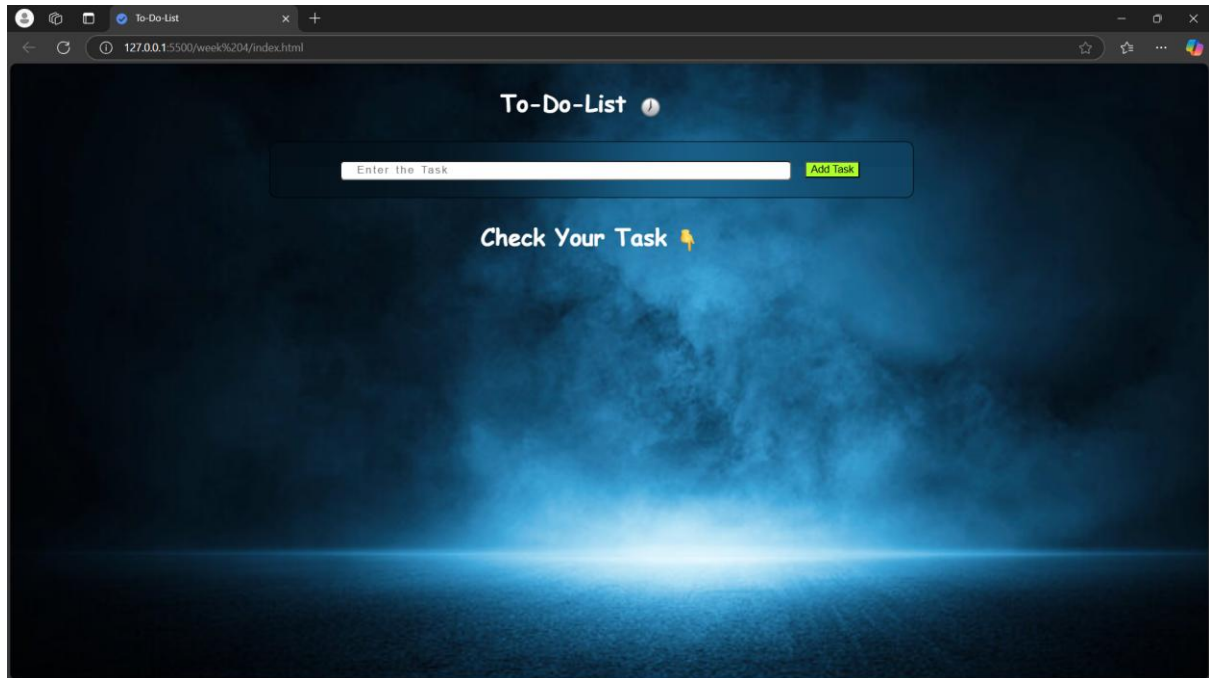 To-Do-List
127.0.0.1:5500/week%204/index.html
To-Do-List 🕖
Enter the Task
Add Task
Check Your Task 👇